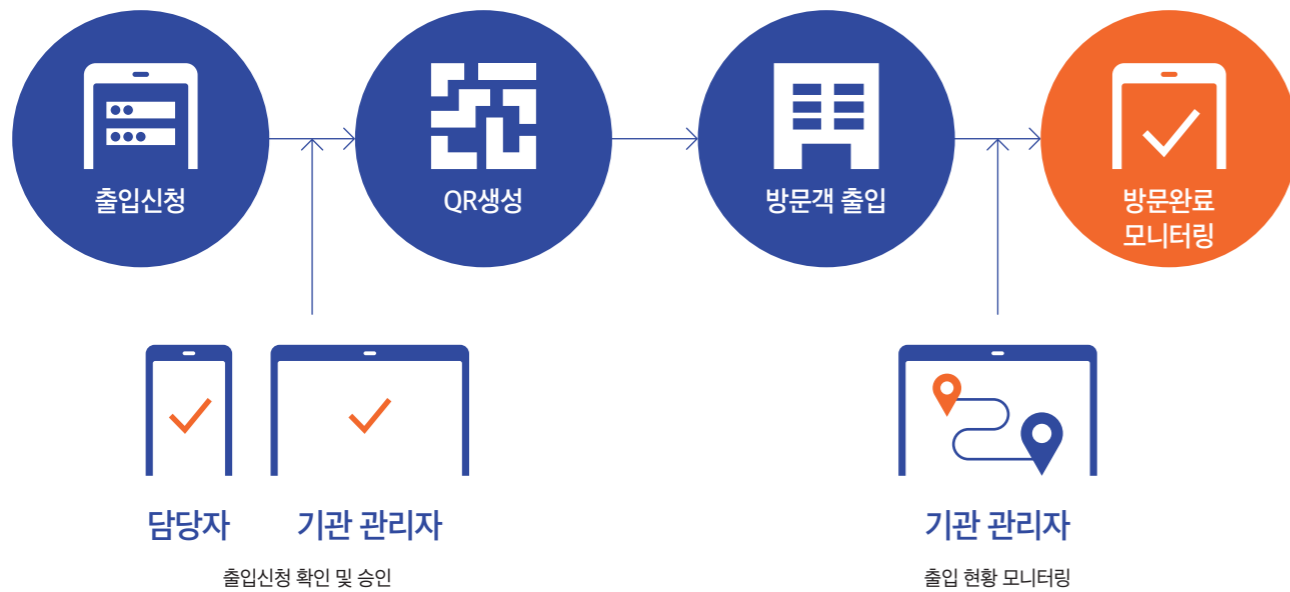 출입신청
QR생성
방문객 출입
방문완료
모니터링
담당자
기관 관리자
출입신청 확인 및 승인
기관 관리자
출입 현황 모니터링